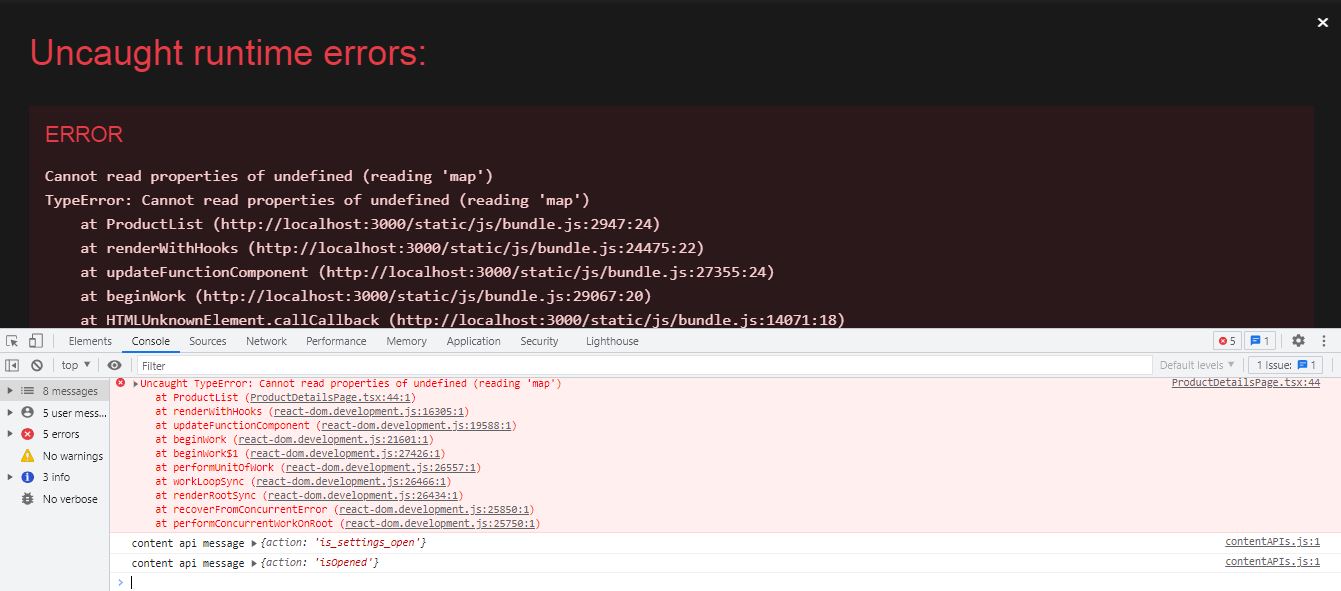 ×
Uncaught runtime errors:
ERROR
Cannot read properties of undefined (reading 'map')
TypeError: Cannot read properties of undefined (reading 'map')
at ProductList (http://localhost:3000/static/js/bundle.js:2947:24)
at renderWithHooks (http://localhost:3000/static/js/bundle.js:24475:22)
at updateFunctionComponent (http://localhost:3000/static/js/bundle.js:27355:24)
at beginWork (http://localhost:3000/static/js/bundle.js:29067:20)
at HTMLUnknownElement.callCallback (http://localhost:3000/static/js/bundle.js:14071:18)
Elements Console Sources Network Performance Memory Application Security Lighthouse 5 1
top Filter Default levels 1 Issue: 1
8 messages
5 user mess...
5 errors
No warnings
3 info
No verbose
Uncaught TypeError: Cannot read properties of undefined (reading 'map') ProductDetailsPage.tsx:44
at ProductList (ProductDetailsPage.tsx:44:1)
at renderWithHooks (react-dom.development.js:16305:1)
at updateFunctionComponent (react-dom.development.js:19588:1)
at beginWork (react-dom.development.js:21601:1)
at beginWork$1 (react-dom.development.js:27426:1)
at performUnitOfWork (react-dom.development.js:26557:1)
at workLoopSync (react-dom.development.js:26466:1)
at renderRootSync (react-dom.development.js:26434:1)
at recoverFromConcurrentError (react-dom.development.js:25850:1)
at performConcurrentWorkOnRoot (react-dom.development.js:25750:1)
content api message {action: 'is_settings_open'} contentAPIs.js:1
content api message {action: 'isOpened'} contentAPIs.js:1
>